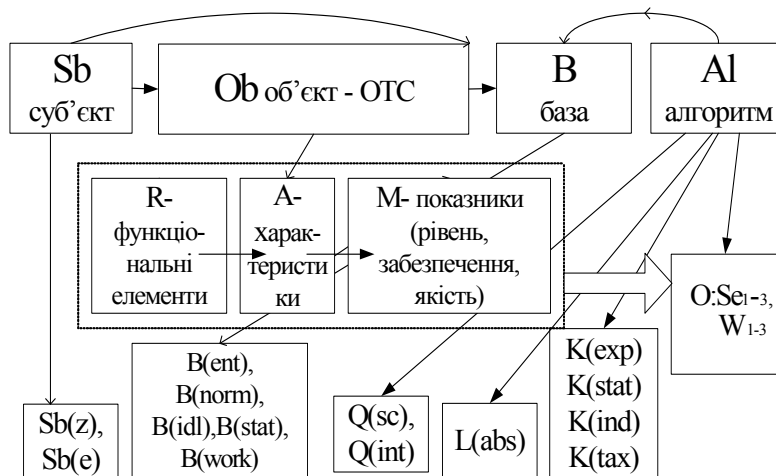 Sb
суб’єкт
Ob об’єкт - ОТС
B
база
Al
алгоритм
R-
функціо-
нальні
елементи
A-
харак-
теристи
ки
M- показники
(рівень,
забезпечення,
якість)
O:Se1-3,
W1-3
Sb(z),
Sb(e)
B(ent),
B(norm),
B(idl),B(stat),
B(work)
Q(sc),
Q(int)
L(abs)
K(exp)
K(stat)
K(ind)
K(tax)